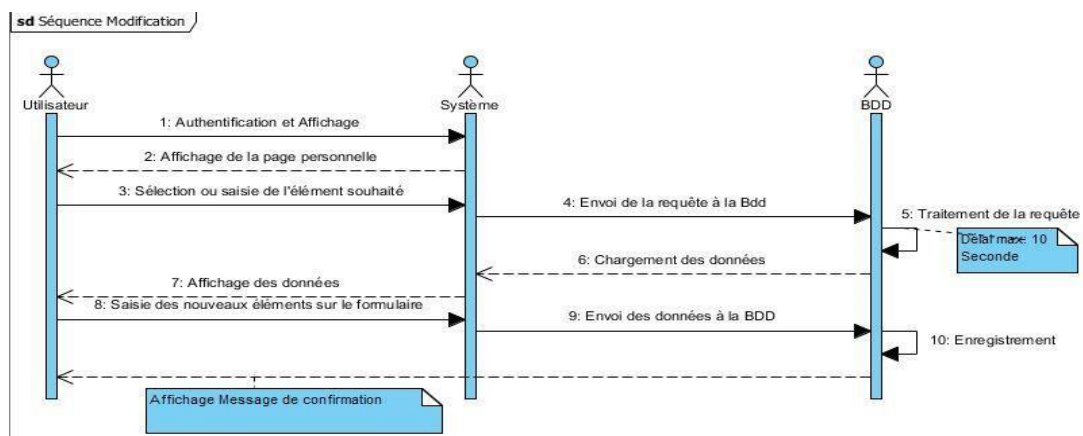 sd Séquence Modification
Utilisateur
Système
BDD
1: Authentification et Affichage
2: Affichage de la page personnelle
3: Sélection ou saisie de l'élément souhaité
4: Envoi de la requête à la Bdd
5: Traitement de la requête
Délai max: 10
Seconde
6: Chargement des données
7: Affichage des données
8: Saisie des nouveaux éléments sur le formulaire
9: Envoi des données à la BDD
10: Enregistrement
Affichage Message de confirmation